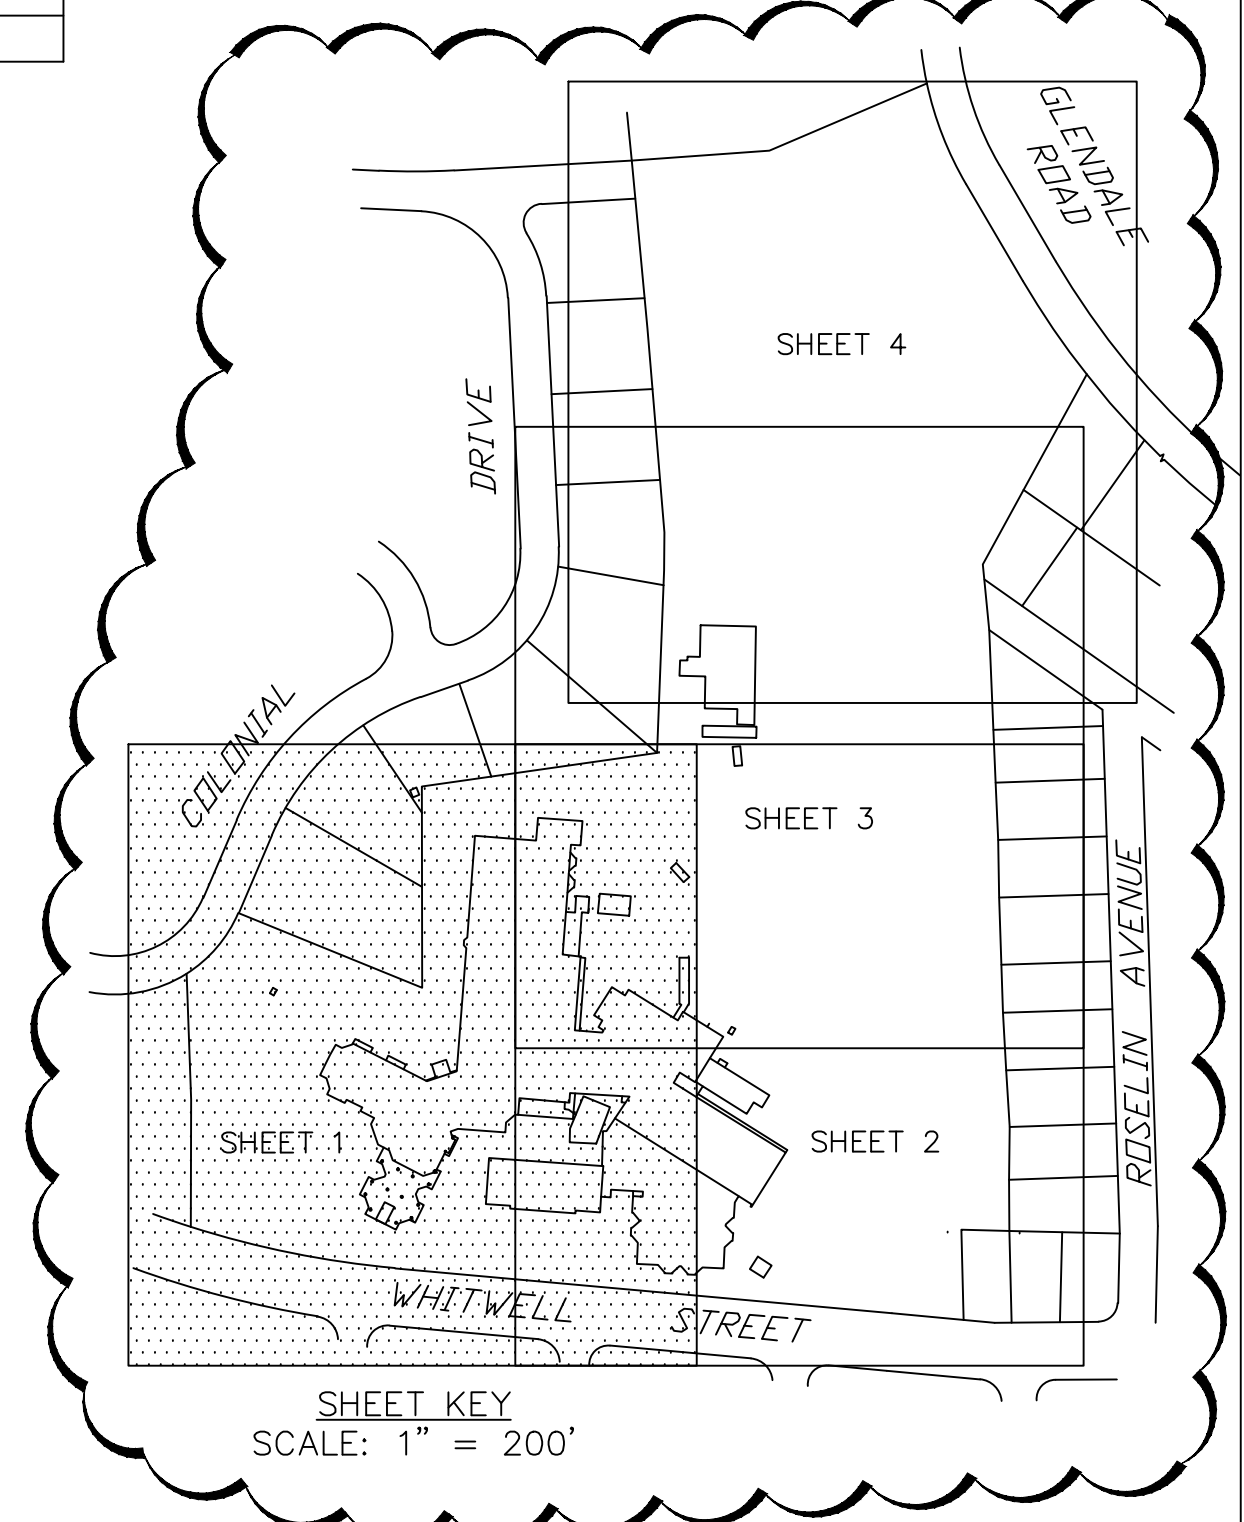 GLENDALE
ROAD
SHEET 4
DRIVE
COLONIAL
SHEET 3
ROSELIN AVENUE
SHEET 1
SHEET 2
WHITWELL STREET
SHEET KEY
SCALE: 1” = 200’